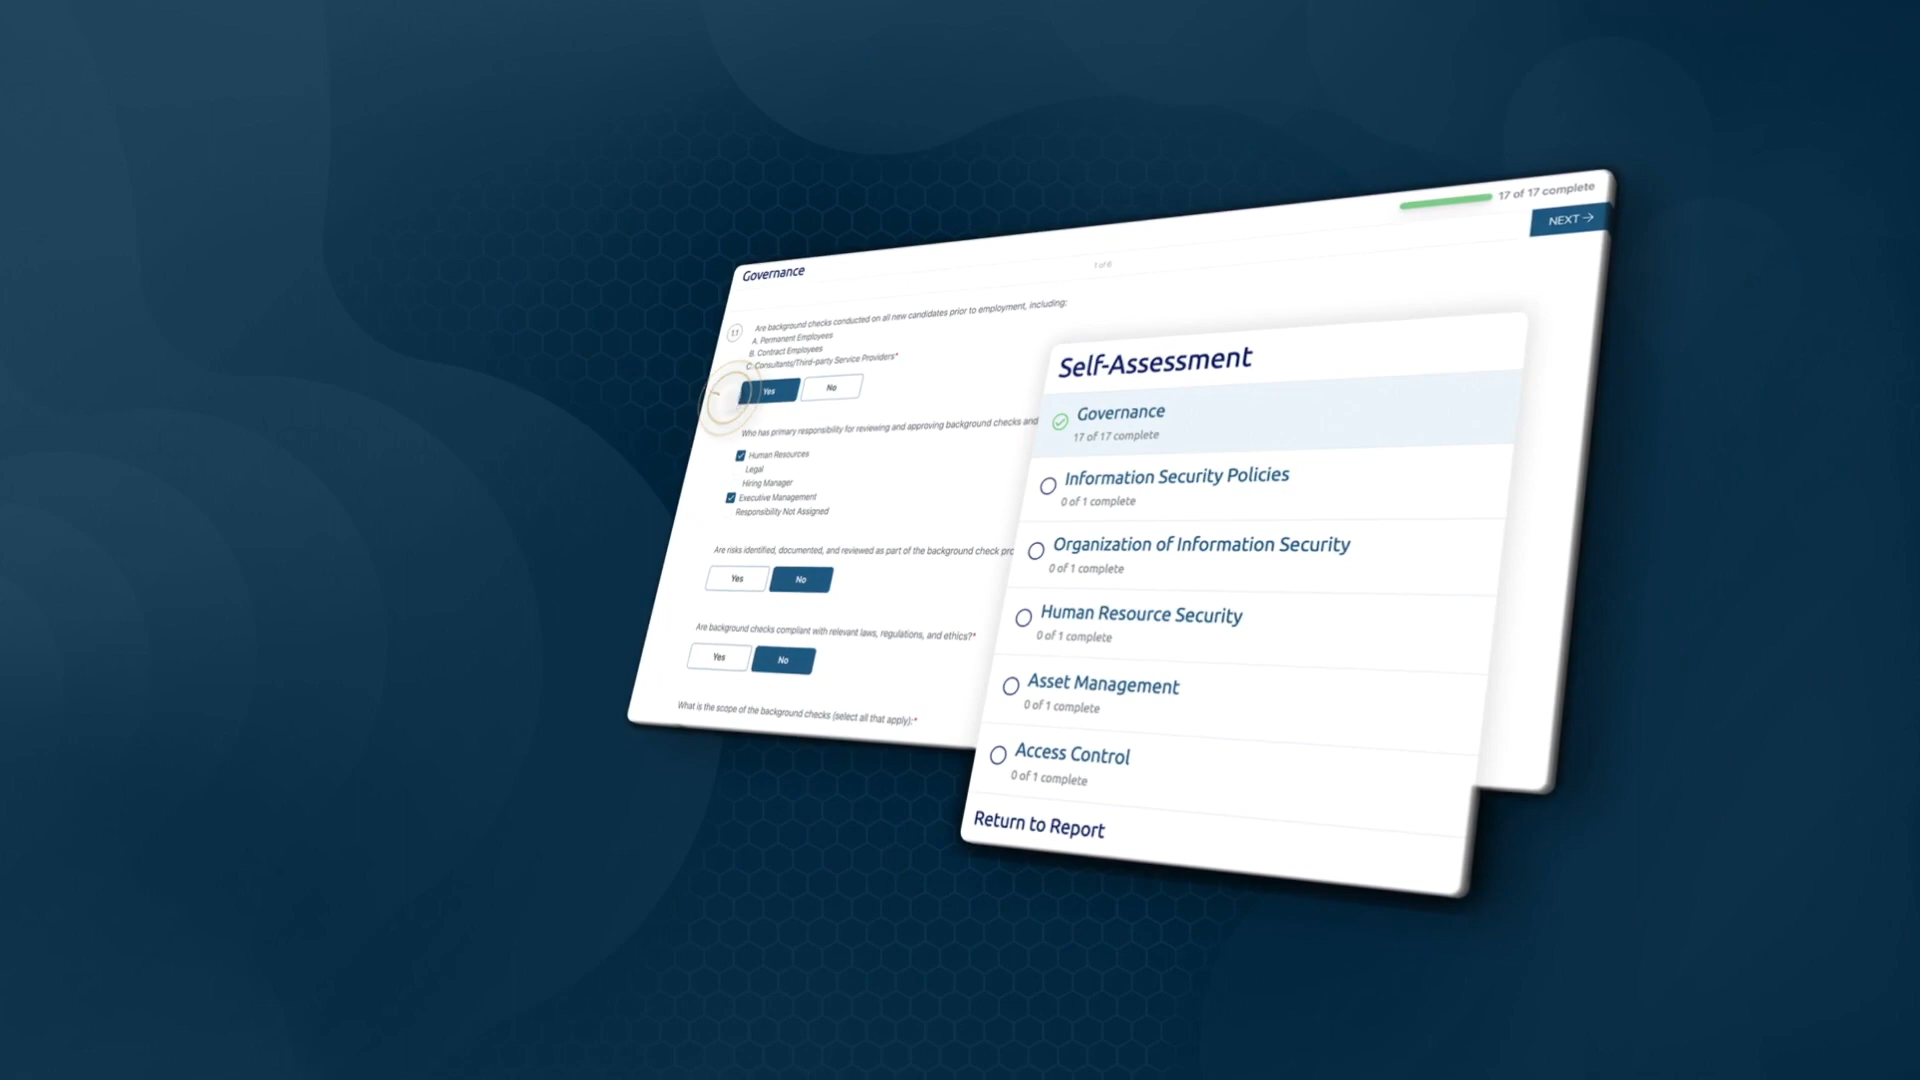 17 of 17 complete
NEXT →
Governance
1 of 6
1.1
Are background checks conducted on all new candidates prior to employment, including:
A. Permanent Employees
B. Contract Employees
C. Consultants/Third-party Service Providers*
Yes
No
Who has primary responsibility for reviewing and approving background checks and
Human Resources
Legal
Hiring Manager
Executive Management
Responsibility Not Assigned
Are risks identified, documented, and reviewed as part of the background check
Yes
No
Are background checks compliant with relevant laws, regulations, and ethics?*
Yes
No
What is the scope of the background checks (select all that apply):*
Self-Assessment
Governance
17 of 17 complete
Information Security Policies
0 of 1 complete
Organization of Information Security
0 of 1 complete
Human Resource Security
0 of 1 complete
Asset Management
0 of 1 complete
Access Control
0 of 1 complete
Return to Report